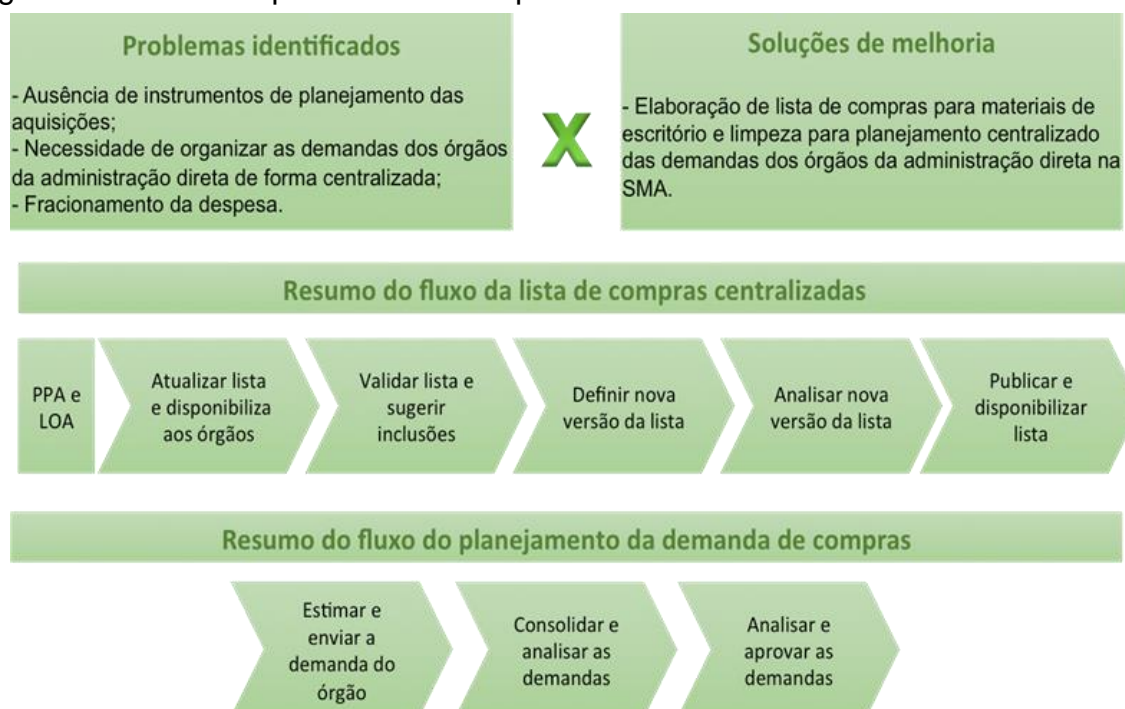 Problemas identificados
- Ausência de instrumentos de planejamento das
aquisições;
- Necessidade de organizar as demandas dos órgãos
da administração direta de forma centralizada;
- Fracionamento da despesa.
X
Soluções de melhoria
- Elaboração de lista de compras para materiais de
escritório e limpeza para planejamento centralizado
das demandas dos órgãos da administração direta na
SMA.
Resumo do fluxo da lista de compras centralizadas
PPA e
LOA
Atualizar lista
e disponibiliza
aos órgãos
Validar lista e
sugerir
inclusões
Definir nova
versão da lista
Analisar nova
versão da lista
Publicar e
disponibilizar
lista
Resumo do fluxo do planejamento da demanda de compras
Estimar e
enviar a
demanda do
órgão
Consolidar e
analisar as
demandas
Analisar e
aprovar as
demandas